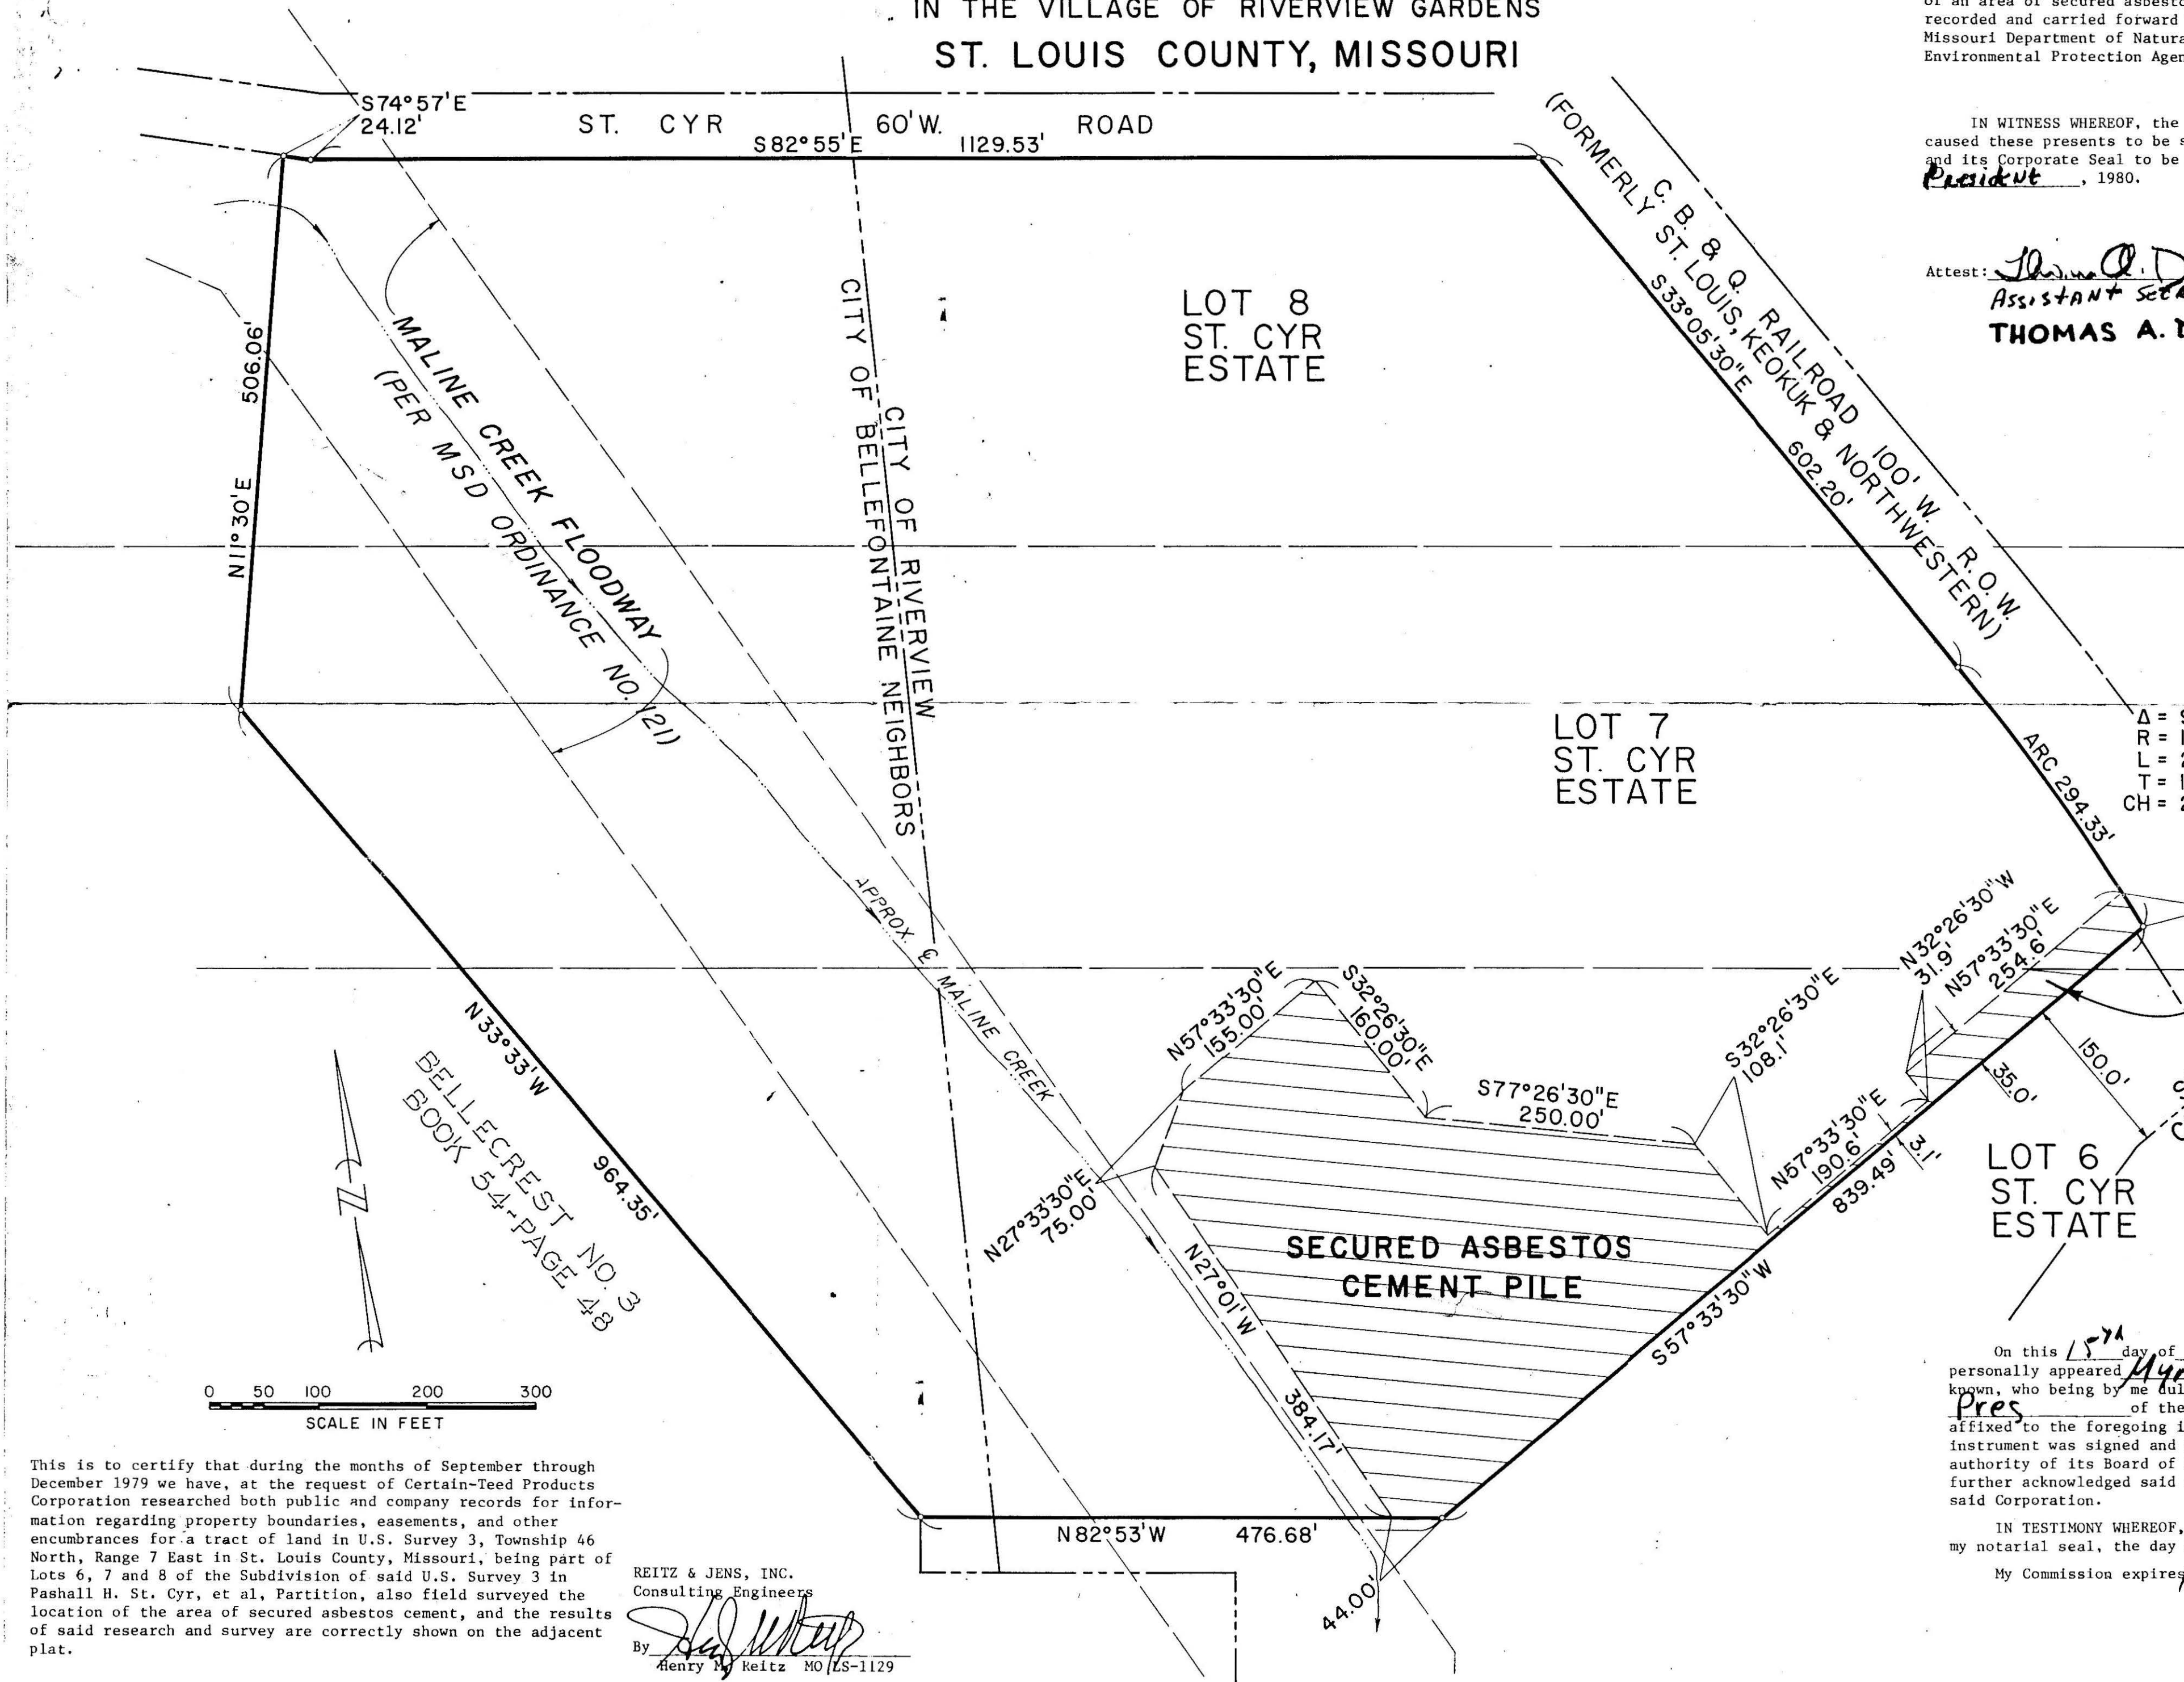 IN THE VILLAGE OF RIVERVIEW GARDENS
ST. LOUIS COUNTY, MISSOURI
S74°57'E
24.12'
ST. CYR 60'W. ROAD
S82°55'E 1129.53'
(FORMERLY ST. LOUIS, KEOKUK & NORTHWESTERN)
C. B. & Q. RAILROAD 100' W. R.O.W.
S33°05'30"E 602.20'
506.06'
N1°30'E
MALINE CREEK FLOODWAY
(PER MSD ORDINANCE NO. 121)
CITY OF BELLEFONTAINE NEIGHBORS
CITY OF RIVERVIEW
LOT 8
ST. CYR
ESTATE
LOT 7
ST. CYR
ESTATE
ARC 294.33'
Δ =
R =
L =
T =
CH =
APPROX. ℄ MALINE CREEK
N33°33'W
964.35'
BELLECREST NO. 3
BOOK 54-PAGE 48
N
N57°33'30"E
155.00'
S32°26'30"E
160.00'
S77°26'30"E
250.00'
S32°26'30"E
108.1'
N32°26'30"W
31.9'
N57°33'30"E
254.6'
N57°33'30"E
190.6'
3.1'
839.49'
35.0'
150.0'
N27°33'30"E
75.00'
N27°01'W
384.17'
SECURED ASBESTOS
CEMENT PILE
S57°33'30"W
LOT 6
ST. CYR
ESTATE
N82°53'W 476.68'
44.00'
0 50 100 200 300
SCALE IN FEET
This is to certify that during the months of September through
December 1979 we have, at the request of Certain-Teed Products
Corporation researched both public and company records for infor-
mation regarding property boundaries, easements, and other
encumbrances for a tract of land in U.S. Survey 3, Township 46
North, Range 7 East in St. Louis County, Missouri, being part of
Lots 6, 7 and 8 of the Subdivision of said U.S. Survey 3 in
Pashall H. St. Cyr, et al, Partition, also field surveyed the
location of the area of secured asbestos cement, and the results
of said research and survey are correctly shown on the adjacent
plat.
REITZ & JENS, INC.
Consulting Engineers
By
Henry M. Reitz MO LS-1129
of an area of secured asbesto
recorded and carried forward
Missouri Department of Natura
Environmental Protection Agen
IN WITNESS WHEREOF, the
caused these presents to be s
and its Corporate Seal to be
President , 1980.
Attest:
Assistant Sec
THOMAS A.
On this 15th day of
personally appeared
known, who being by me dul
Pres of the
affixed to the foregoing i
instrument was signed and
authority of its Board of
further acknowledged said
said Corporation.
IN TESTIMONY WHEREOF,
my notarial seal, the day
My Commission expires